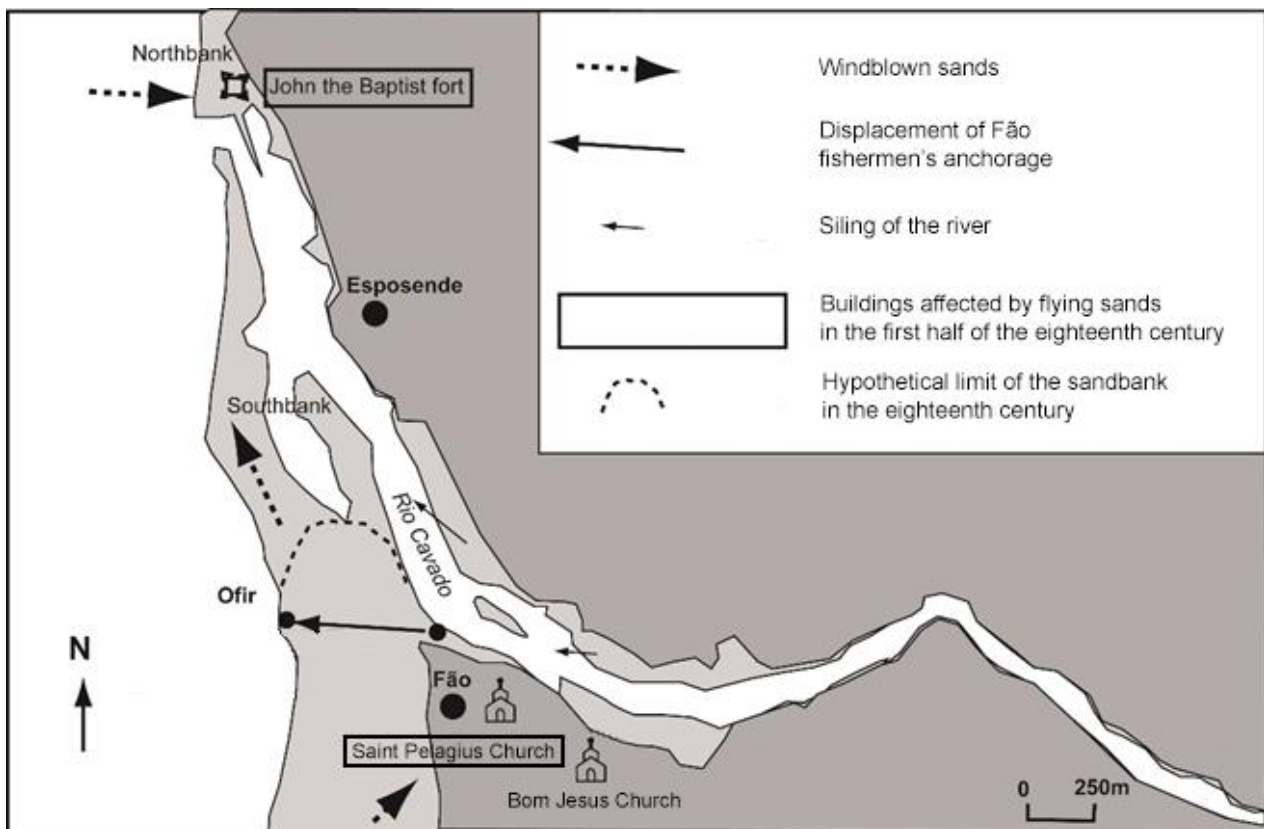 Northbank
John the Baptist fort
Esposende
Southbank
Rio Cavado
Ofir
N
Fão
Saint Pelagius Church
Bom Jesus Church
0 250m
Windblown sands
Displacement of Fão
fishermen's anchorage
Siling of the river
Buildings affected by flying sands
in the first half of the eighteenth century
Hypothetical limit of the sandbank
in the eighteenth century